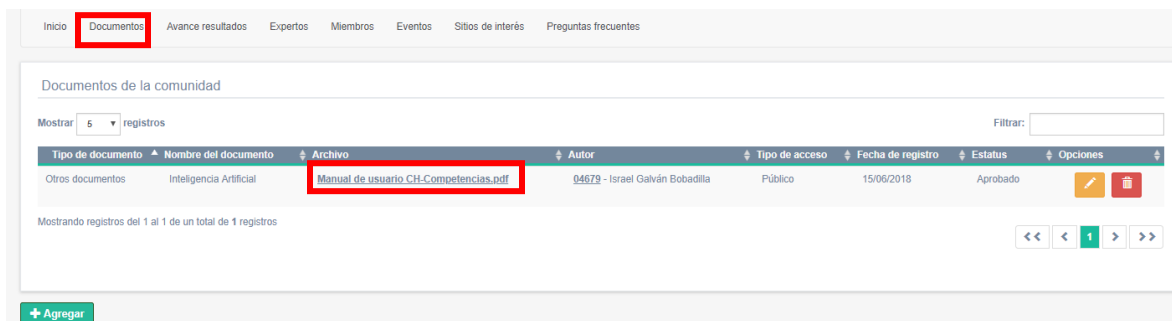 Inicio Documentos Avance resultados Expertos Miembros Eventos Sitios de interés Preguntas frecuentes
Documentos de la comunidad
Mostrar 5 registros Filtrar:
Tipo de documento Nombre del documento Archivo Autor Tipo de acceso Fecha de registro Estatus Opciones
Otros documentos Inteligencia Artificial Manual de usuario CH-Competencias.pdf 04679 - Israel Galván Bobadilla Público 15/06/2018 Aprobado
Mostrando registros del 1 al 1 de un total de 1 registros
<< < 1 > >>
+ Agregar